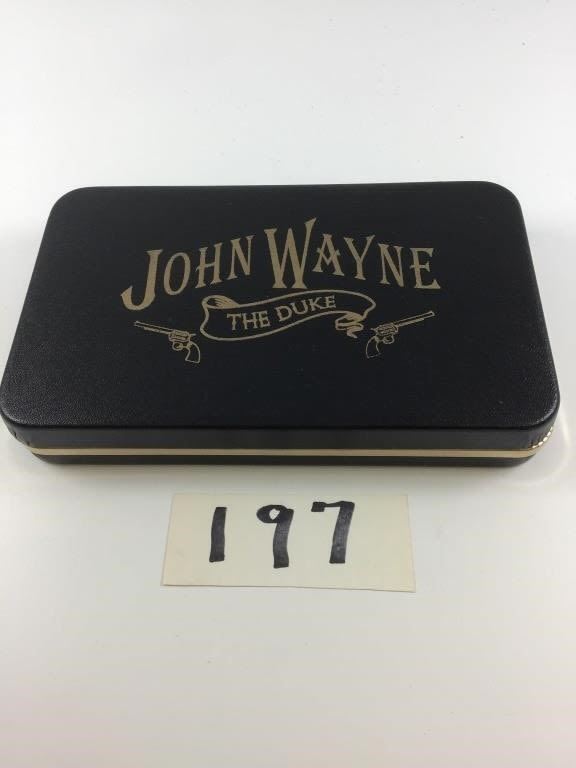 JOHN WAYNE
THE DUKE
197